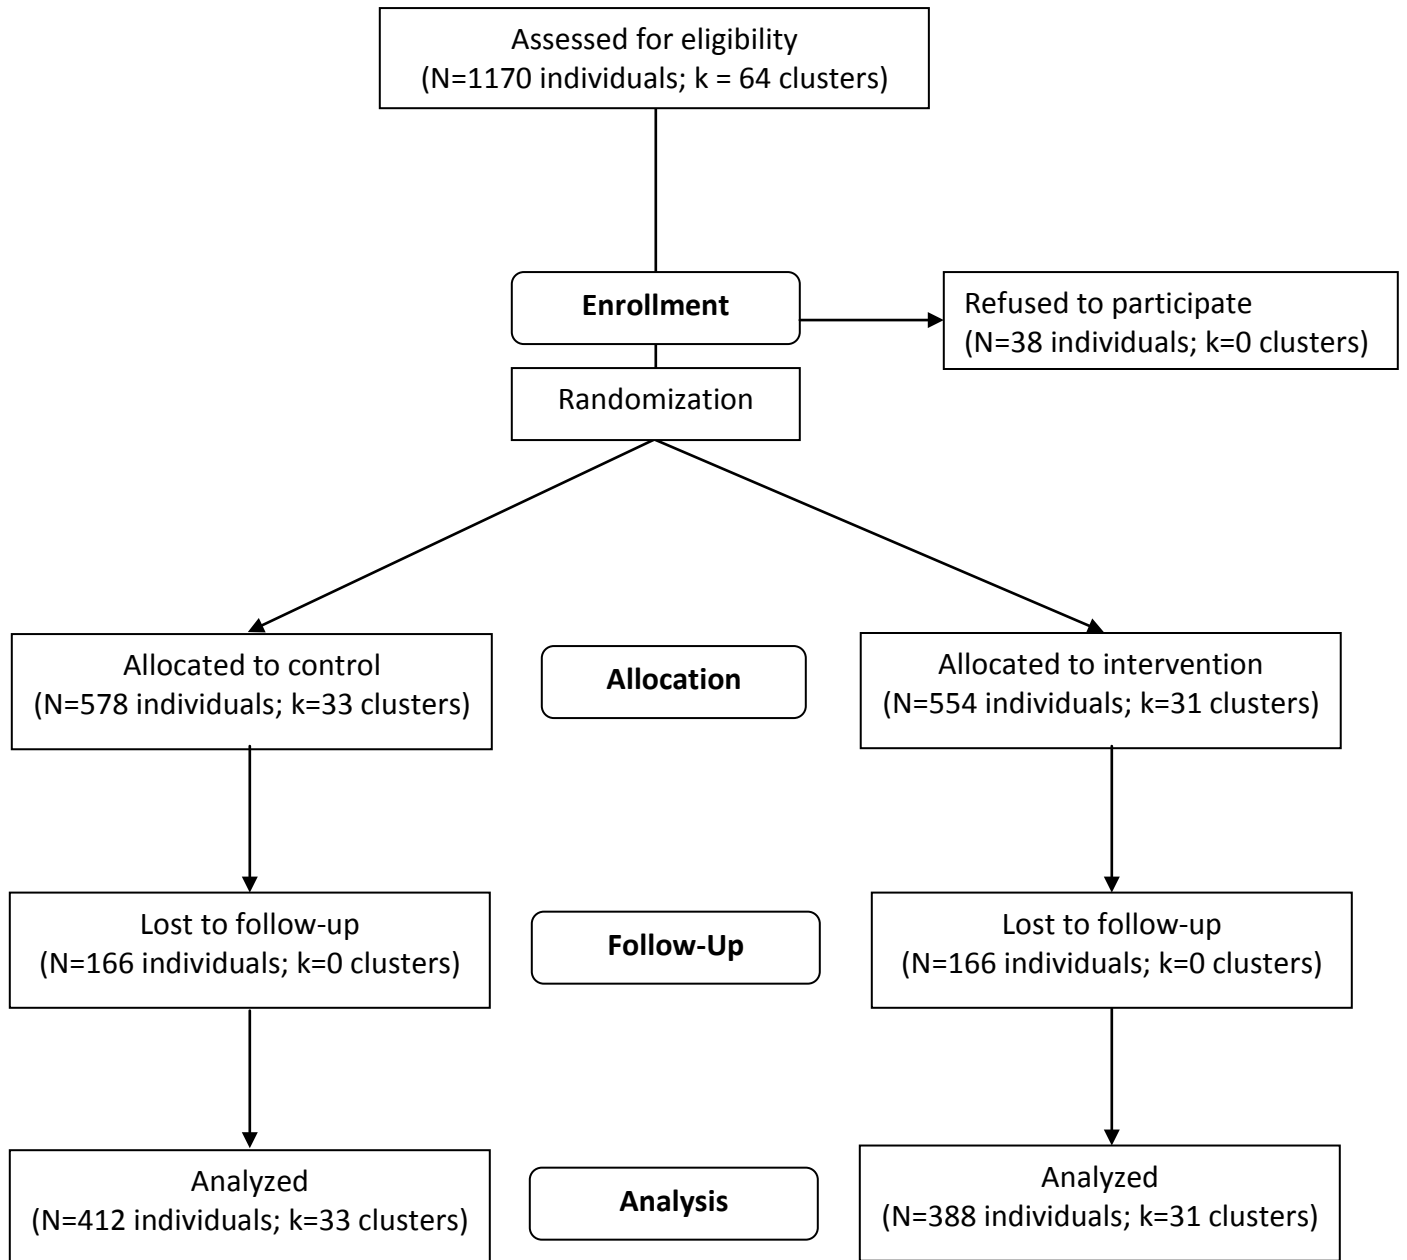 Assessed for eligibility
(N=1170 individuals; k = 64 clusters)
Enrollment
Refused to participate
(N=38 individuals; k=0 clusters)
Randomization
Allocated to control
(N=578 individuals; k=33 clusters)
Allocation
Allocated to intervention
(N=554 individuals; k=31 clusters)
Lost to follow-up
(N=166 individuals; k=0 clusters)
Follow-Up
Lost to follow-up
(N=166 individuals; k=0 clusters)
Analyzed
(N=412 individuals; k=33 clusters)
Analysis
Analyzed
(N=388 individuals; k=31 clusters)